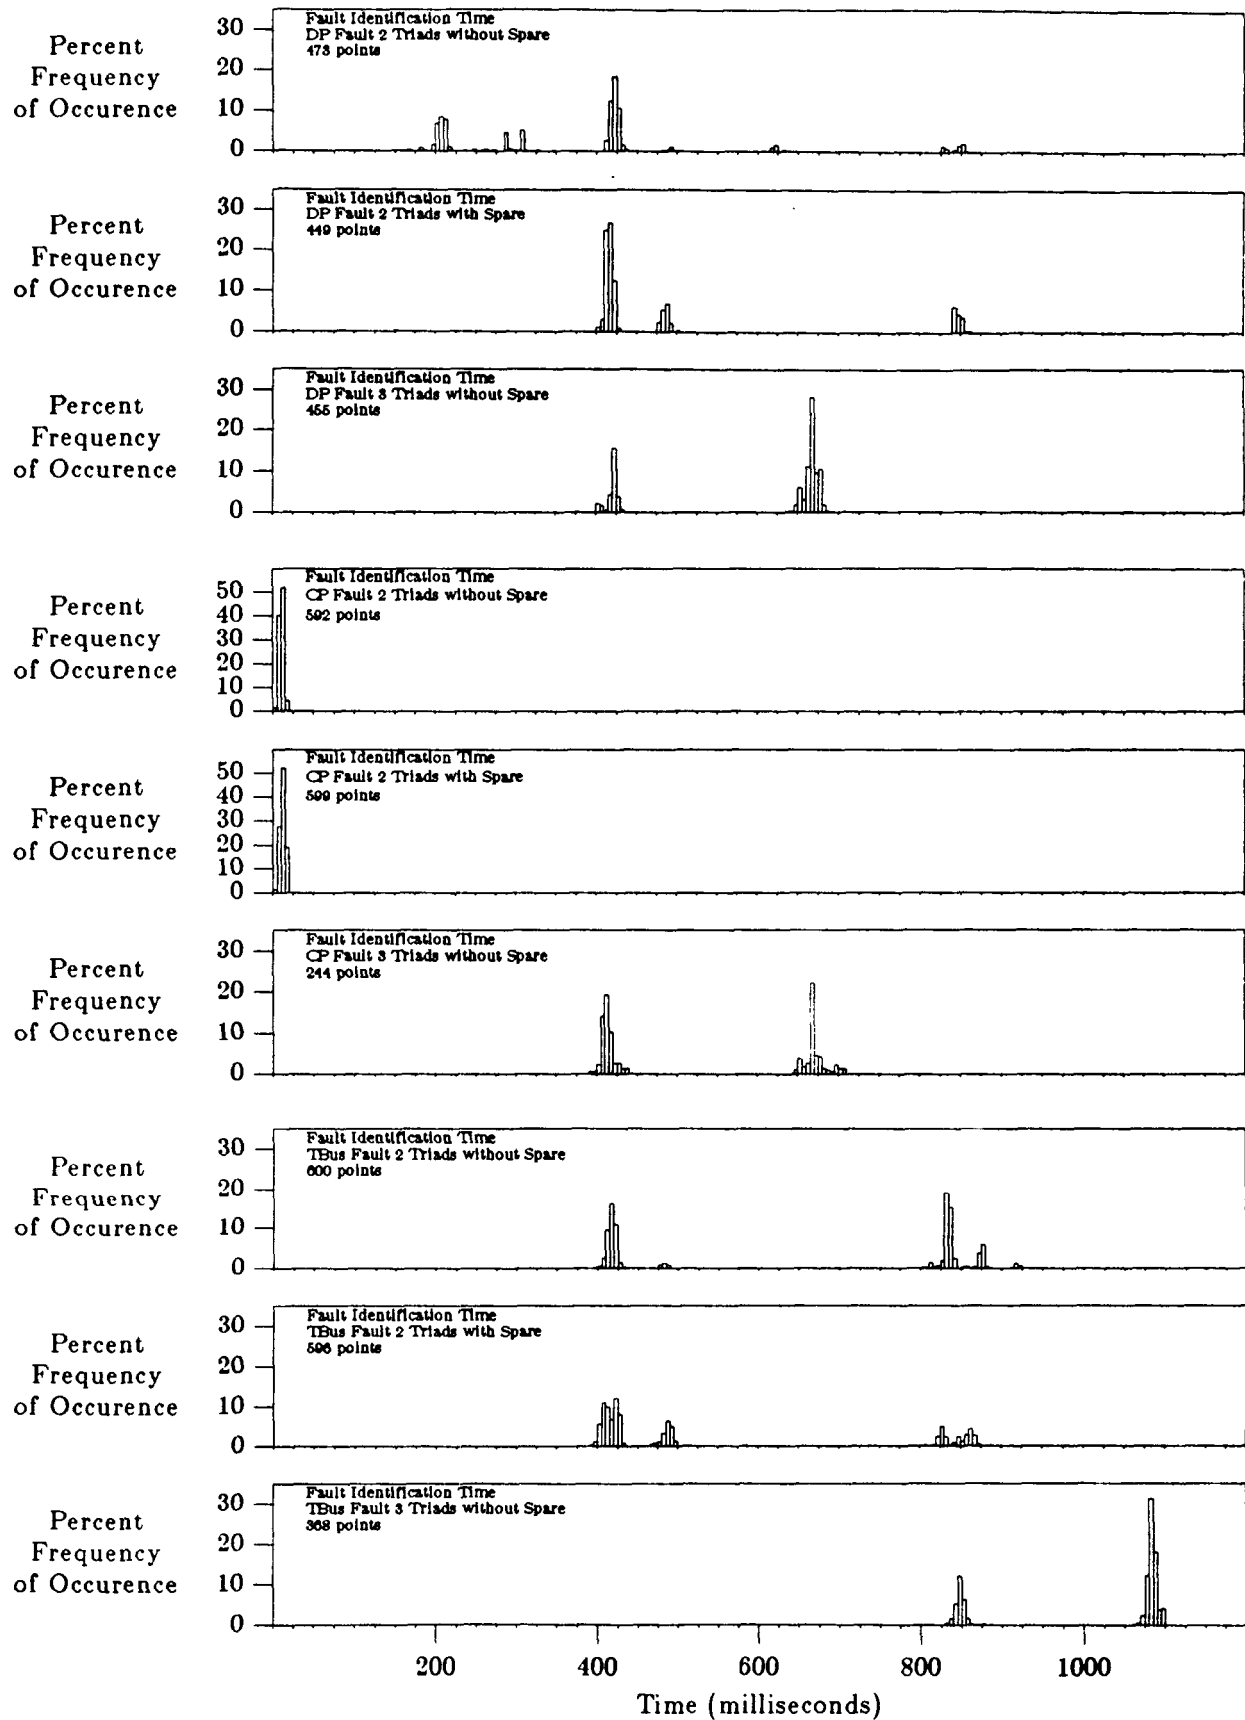 Percent
Frequency
of Occurence
30
20
10
0
Fault Identification Time
DP Fault 2 Triads without Spare
473 points
Percent
Frequency
of Occurence
30
20
10
0
Fault Identification Time
DP Fault 2 Triads with Spare
449 points
Percent
Frequency
of Occurence
30
20
10
0
Fault Identification Time
DP Fault 3 Triads without Spare
455 points
Percent
Frequency
of Occurence
50
40
30
20
10
0
Fault Identification Time
CP Fault 2 Triads without Spare
592 points
Percent
Frequency
of Occurence
50
40
30
20
10
0
Fault Identification Time
CP Fault 2 Triads with Spare
599 points
Percent
Frequency
of Occurence
30
20
10
0
Fault Identification Time
CP Fault 3 Triads without Spare
244 points
Percent
Frequency
of Occurence
30
20
10
0
Fault Identification Time
TBus Fault 2 Triads without Spare
600 points
Percent
Frequency
of Occurence
30
20
10
0
Fault Identification Time
TBus Fault 2 Triads with Spare
596 points
Percent
Frequency
of Occurence
30
20
10
0
Fault Identification Time
TBus Fault 3 Triads without Spare
368 points
200 400 600 800 1000
Time (milliseconds)